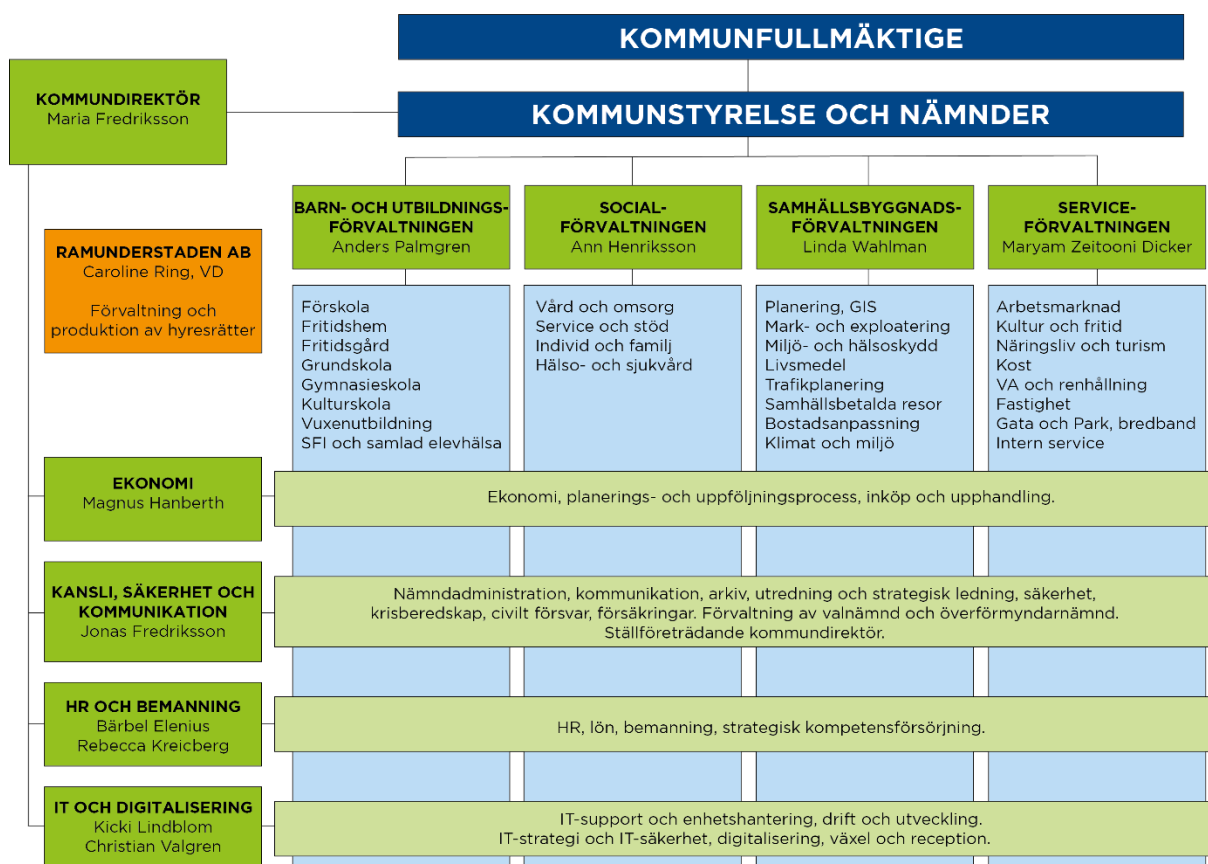 KOMMUNFULLMÄKTIGE
KOMMUNDIREKTÖR
Maria Fredriksson
KOMMUNSTYRELSE OCH NÄMNDER
BARN- OCH UTBILDNINGS-
FÖRVALTNINGEN
Anders Palmgren
SOCIAL-
FÖRVALTNINGEN
Ann Henriksson
SAMHÄLLSBYGGNADS-
FÖRVALTNINGEN
Linda Wahlman
SERVICE-
FÖRVALTNINGEN
Maryam Zeitooni Dicker
RAMUNDERSTADEN AB
Caroline Ring, VD
Förvaltning och
produktion av hyresrätter
Förskola
Fritidshem
Fritidsgård
Grundskola
Gymnasieskola
Kulturskola
Vuxenutbildning
SFI och samlad elevhälsa
Vård och omsorg
Service och stöd
Individ och familj
Hälso- och sjukvård
Planering, GIS
Mark- och exploatering
Miljö- och hälsoskydd
Livsmedel
Trafikplanering
Samhällsbetalda resor
Bostadsanpassning
Klimat och miljö
Arbetsmarknad
Kultur och fritid
Näringsliv och turism
Kost
VA och renhållning
Fastighet
Gata och Park, bredband
Intern service
EKONOMI
Magnus Hanberth
Ekonomi, planerings- och uppföljningsprocess, inköp och upphandling.
KANSLI, SÄKERHET OCH
KOMMUNIKATION
Jonas Fredriksson
Nämndadministration, kommunikation, arkiv, utredning och strategisk ledning, säkerhet,
krisberedskap, civilt försvar, försäkringar. Förvaltning av valnämnd och överförmyndarnämnd.
Ställföreträdande kommundirektör.
HR OCH BEMANNING
Bärbel Elenius
Rebecca Kreicberg
HR, lön, bemanning, strategisk kompetensförsörjning.
IT OCH DIGITALISERING
Kicki Lindblom
Christian Valgren
IT-support och enhetshantering, drift och utveckling.
IT-strategi och IT-säkerhet, digitalisering, växel och reception.